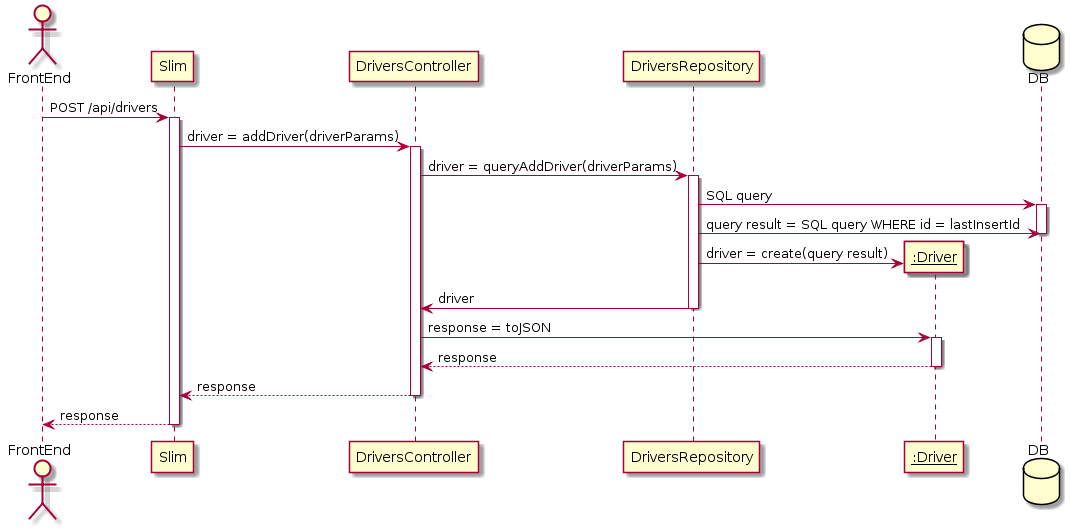 FrontEnd
Slim
DriversController
DriversRepository
DB
POST /api/drivers
driver = addDriver(driverParams)
driver = queryAddDriver(driverParams)
SQL query
query result = SQL query WHERE id = lastInsertId
driver = create(query result)
:Driver
driver
response = toJSON
response
response
response
FrontEnd
Slim
DriversController
DriversRepository
:Driver
DB